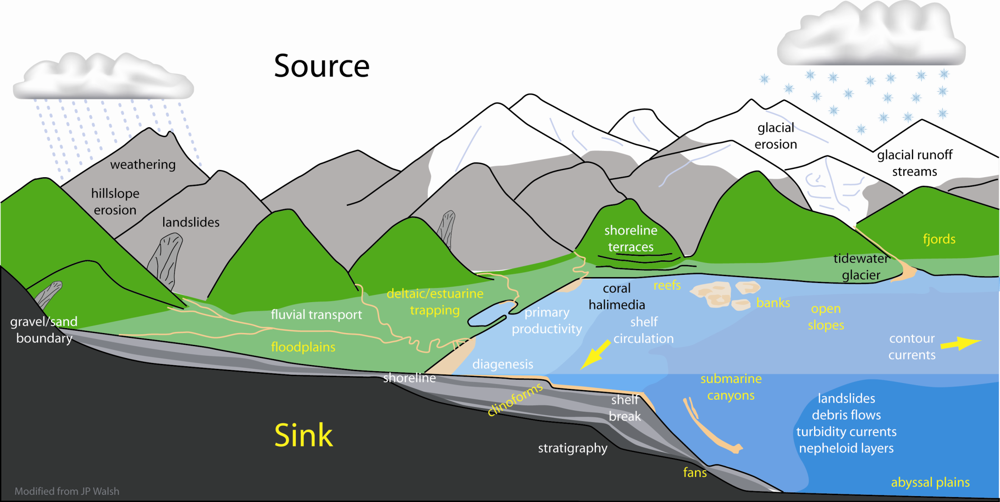 Source
weathering
hillslope
erosion
landslides
glacial
erosion
glacial runoff
streams
shoreline
terraces
fjords
tidewater
glacier
deltaic/estuarine
trapping
fluvial transport
floodplains
gravel/sand
boundary
coral
halimedia
reefs
banks
primary
productivity
shelf
circulation
open
slopes
contour
currents
diagenesis
shoreline
clinoforms
shelf
break
submarine
canyons
landslides
debris flows
turbidity currents
nepheloid layers
Sink
stratigraphy
fans
abyssal plains
Modified from JP Walsh